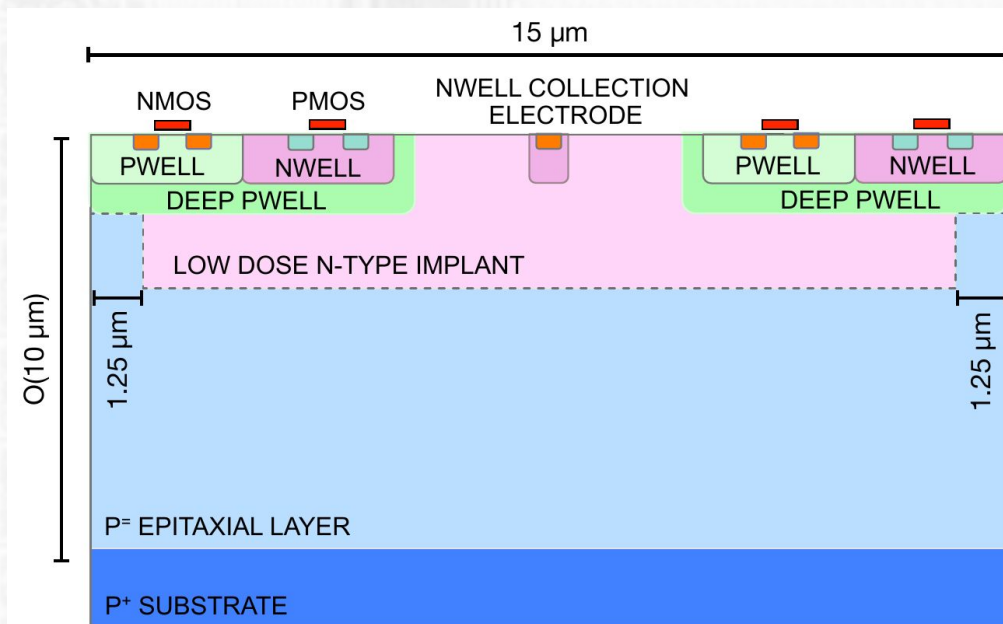 15 µm
NMOS
PMOS
NWELL COLLECTION
ELECTRODE
PWELL
NWELL
PWELL
NWELL
DEEP PWELL
DEEP PWELL
LOW DOSE N-TYPE IMPLANT
1.25 µm
1.25 µm
O(10 µm)
P⁼ EPITAXIAL LAYER
P⁺ SUBSTRATE